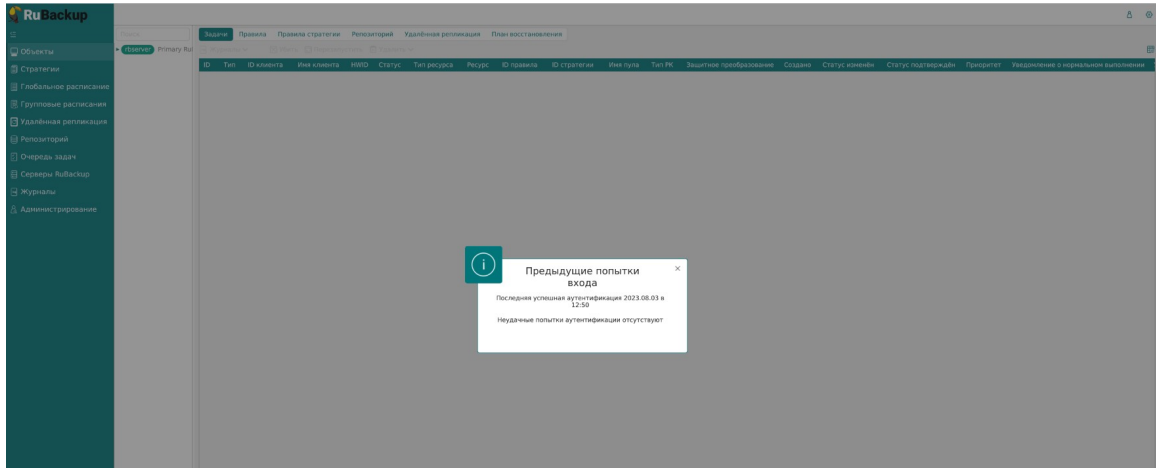 RuBackup
Поиск
Задачи Правила Правила стратегии Репозиторий Удалённая репликация План восстановления
Объекты
rbserver Primary Rul
Стратегии
ID Тип ID клиента Имя клиента HWID Статус Тип ресурса Ресурс ID правила ID стратегии Имя пула Тип РК Защитное преобразование Создано Статус изменён Статус подтверждён Приоритет Уведомление о нормальном выполнении
Глобальное расписание
Групповые расписания
Удалённая репликация
Репозиторий
Очередь задач
Серверы RuBackup
Журналы
Администрирование
Предыдущие попытки
входа
Последняя успешная аутентификация 2023.08.03 в
12:50
Неудачные попытки аутентификации отсутствуют